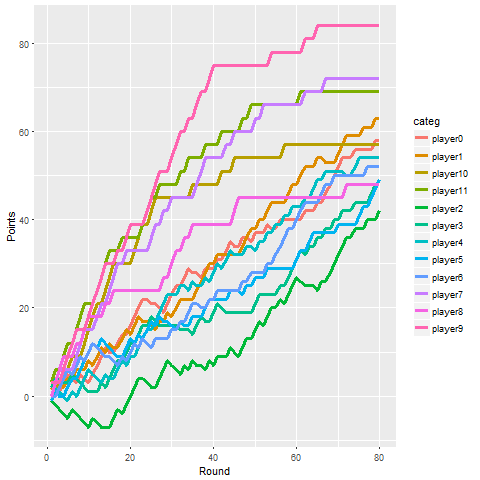 80
60
40
20
0
Points
0 20 40 60 80
Round
categ
player0
player1
player10
player11
player2
player3
player4
player5
player6
player7
player8
player9